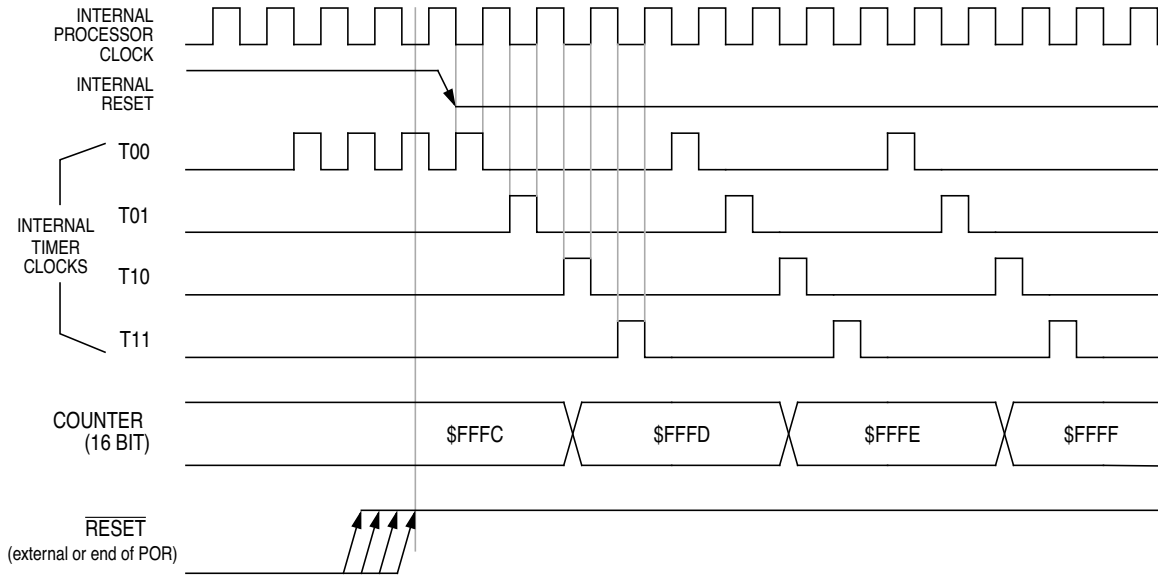 INTERNAL
PROCESSOR
CLOCK
INTERNAL
RESET
T00
T01
INTERNAL
TIMER
CLOCKS
T10
T11
COUNTER
(16 BIT)
$FFFC
$FFFD
$FFFE
$FFFF
RESET
(external or end of POR)